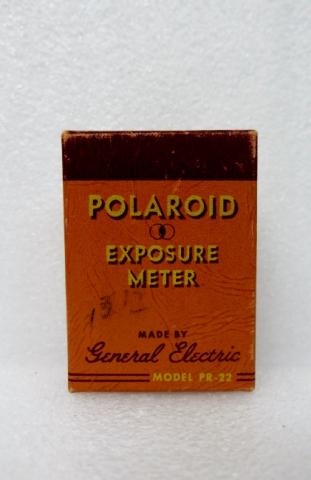 POLAROID
EXPOSURE
METER
MADE BY
General Electric
MODEL PR-22